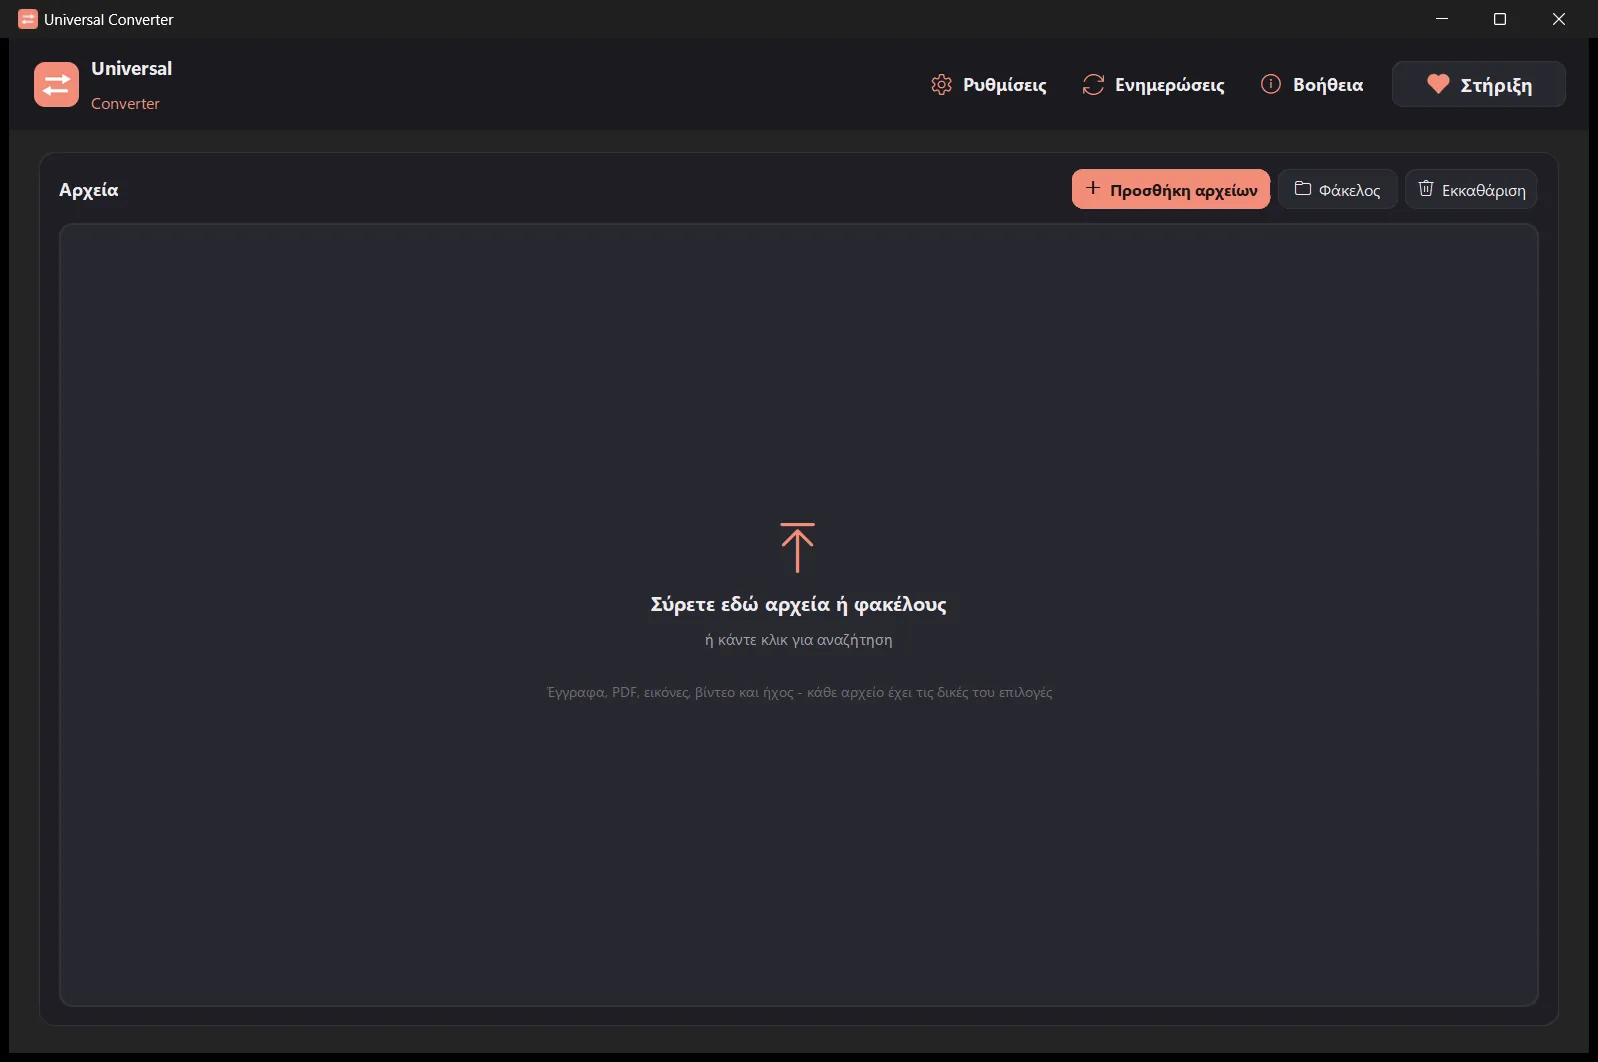 Universal Converter
Universal
Converter
Ρυθμίσεις
Ενημερώσεις
Βοήθεια
Στήριξη
Αρχεία
Προσθήκη αρχείων
Φάκελος
Εκκαθάριση
Σύρετε εδώ αρχεία ή φακέλους
ή κάντε κλικ για αναζήτηση
Έγγραφα, PDF, εικόνες, βίντεο και ήχος - κάθε αρχείο έχει τις δικές του επιλογές